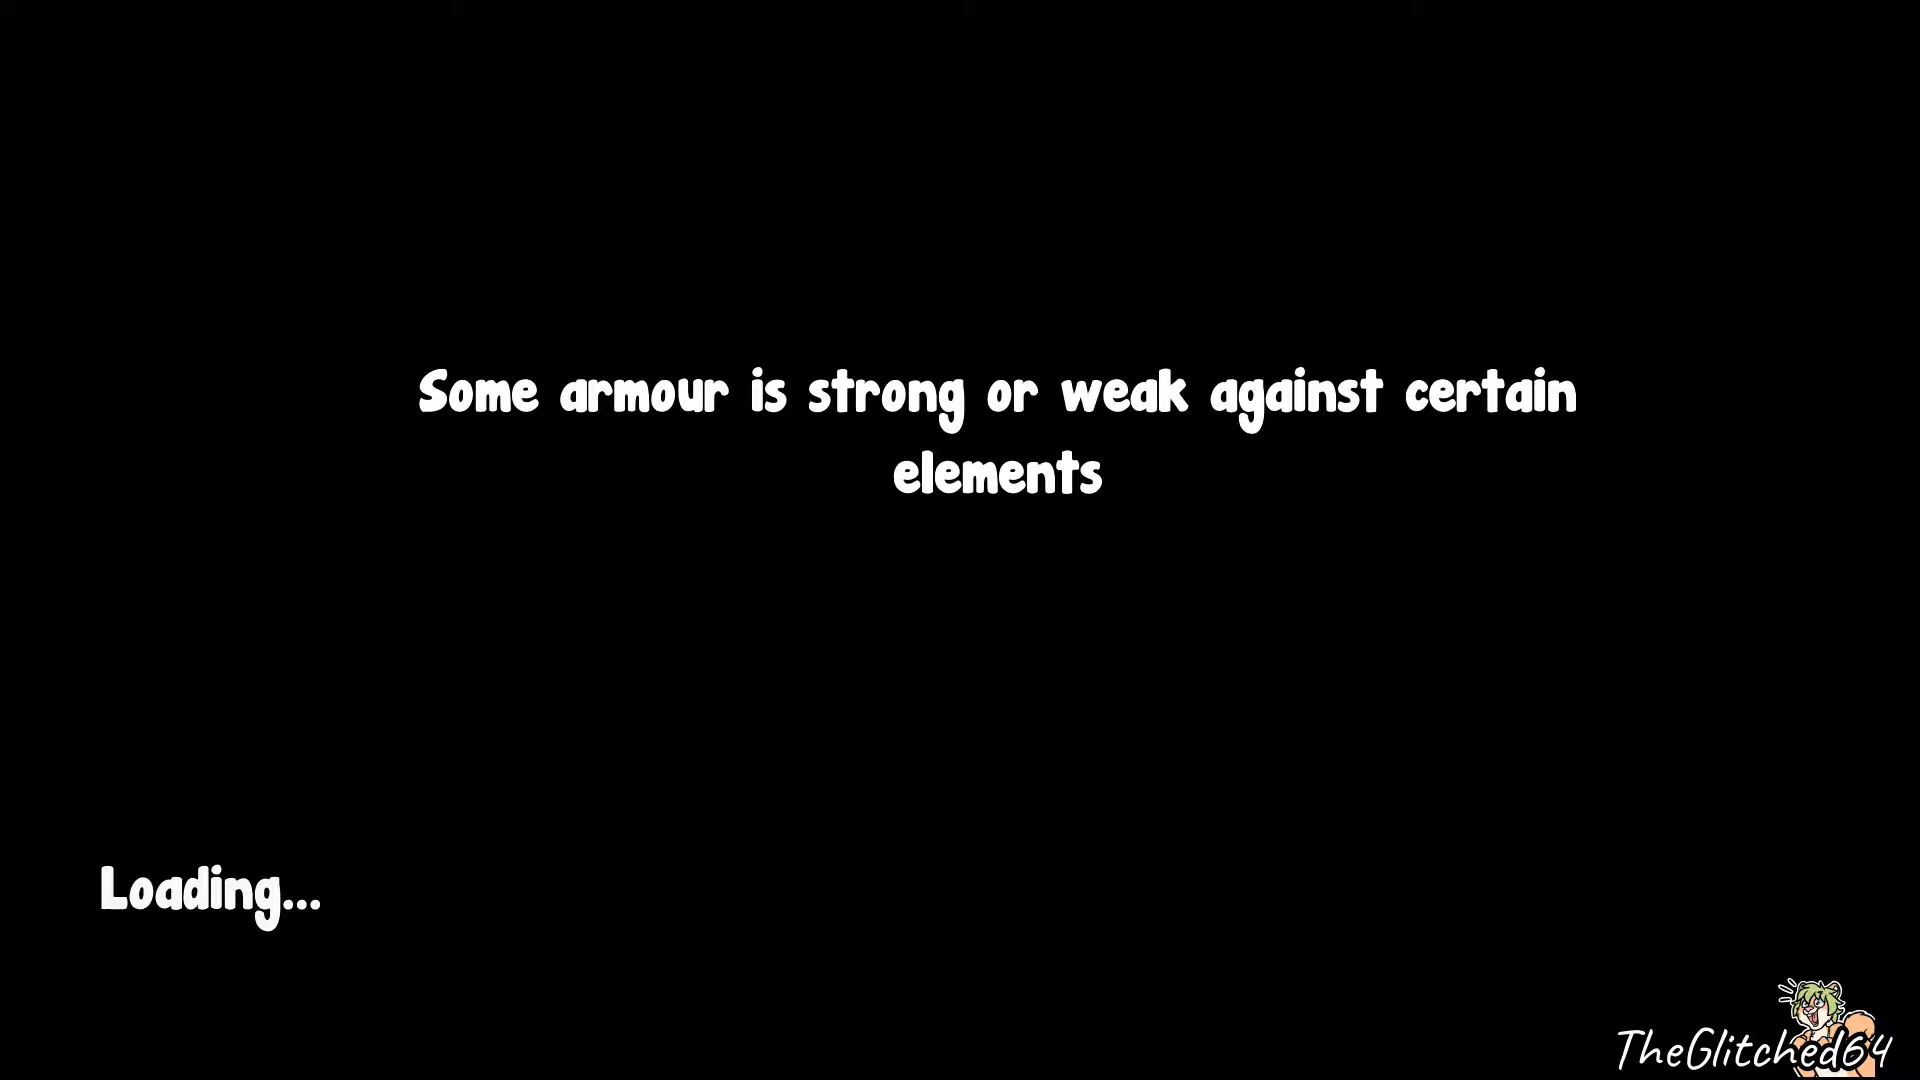 Some armour is strong or weak against certain
elements
Loading...
TheGlitched64